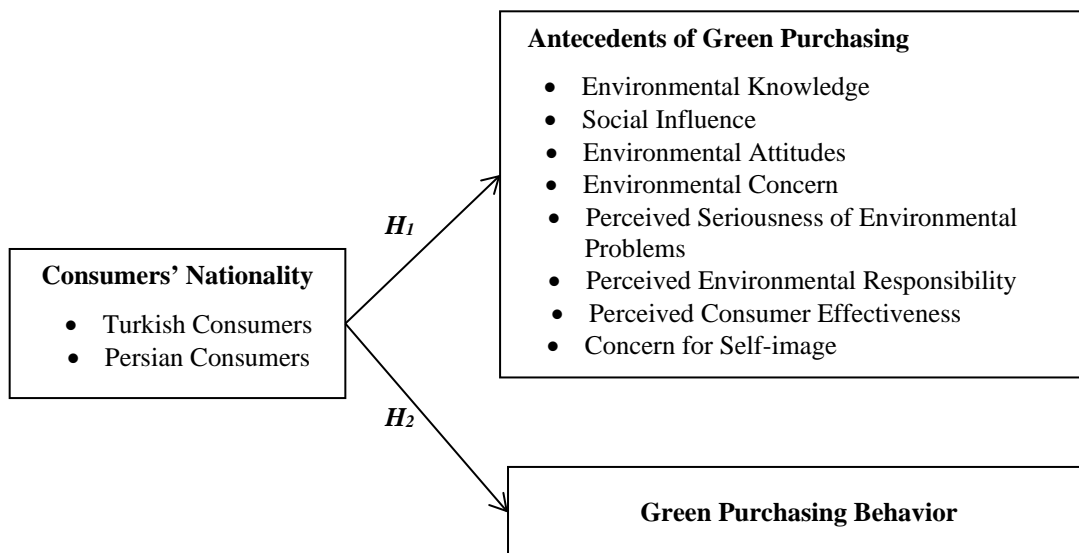 Antecedents of Green Purchasing
• Environmental Knowledge
• Social Influence
• Environmental Attitudes
• Environmental Concern
• Perceived Seriousness of Environmental
Problems
• Perceived Environmental Responsibility
• Perceived Consumer Effectiveness
• Concern for Self-image
H1
Consumers’ Nationality
• Turkish Consumers
• Persian Consumers
H2
Green Purchasing Behavior